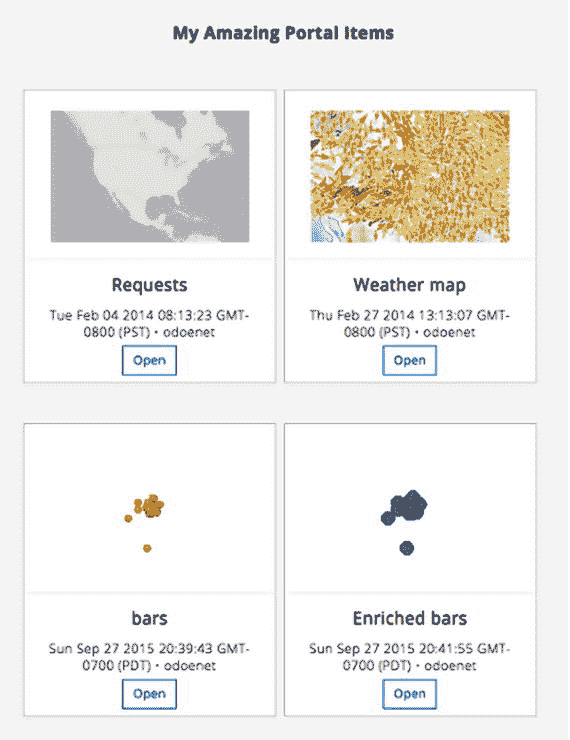 My Amazing Portal Items
Requests
Tue Feb 04 2014 08:13:23 GMT-
0800 (PST) • odoenet
Open
Weather map
Thu Feb 27 2014 13:13:07 GMT-
0800 (PST) • odoenet
Open
bars
Sun Sep 27 2015 20:39:43 GMT-
0700 (PDT) • odoenet
Open
Enriched bars
Sun Sep 27 2015 20:41:55 GMT-
0700 (PDT) • odoenet
Open